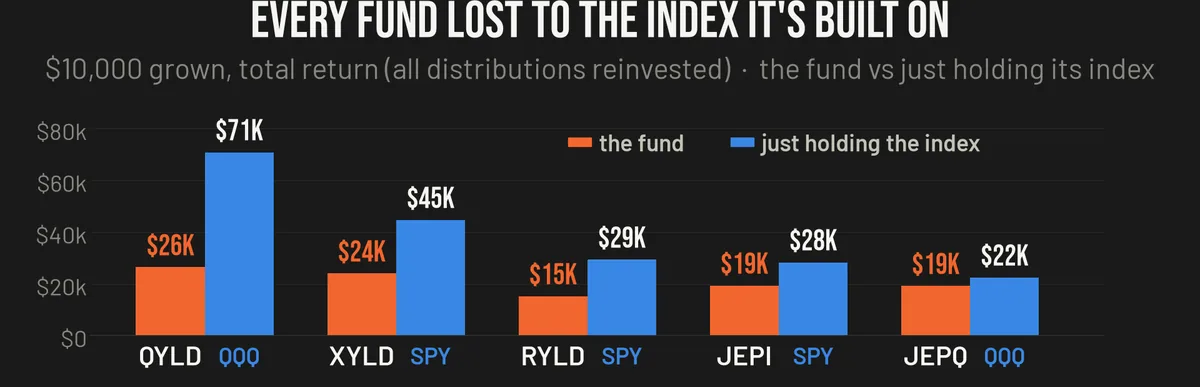 EVERY FUND LOST TO THE INDEX IT'S BUILT ON
$10,000 grown, total return (all distributions reinvested) · the fund vs just holding its index
the fund
just holding the index
$80k
$60k
$40k
$20k
$0
$26K
$71K
$24K
$45K
$15K
$29K
$19K
$28K
$19K
$22K
QYLD QQQ
XYLD SPY
RYLD SPY
JEPI SPY
JEPQ QQQ